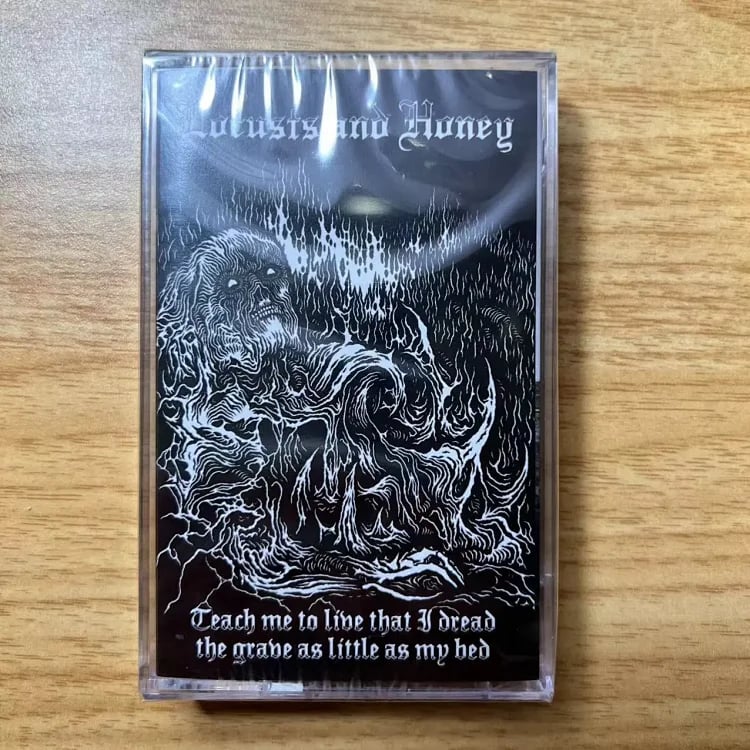 Locusts and Honey
Teach me to live that I dread
the grave as little as my bed